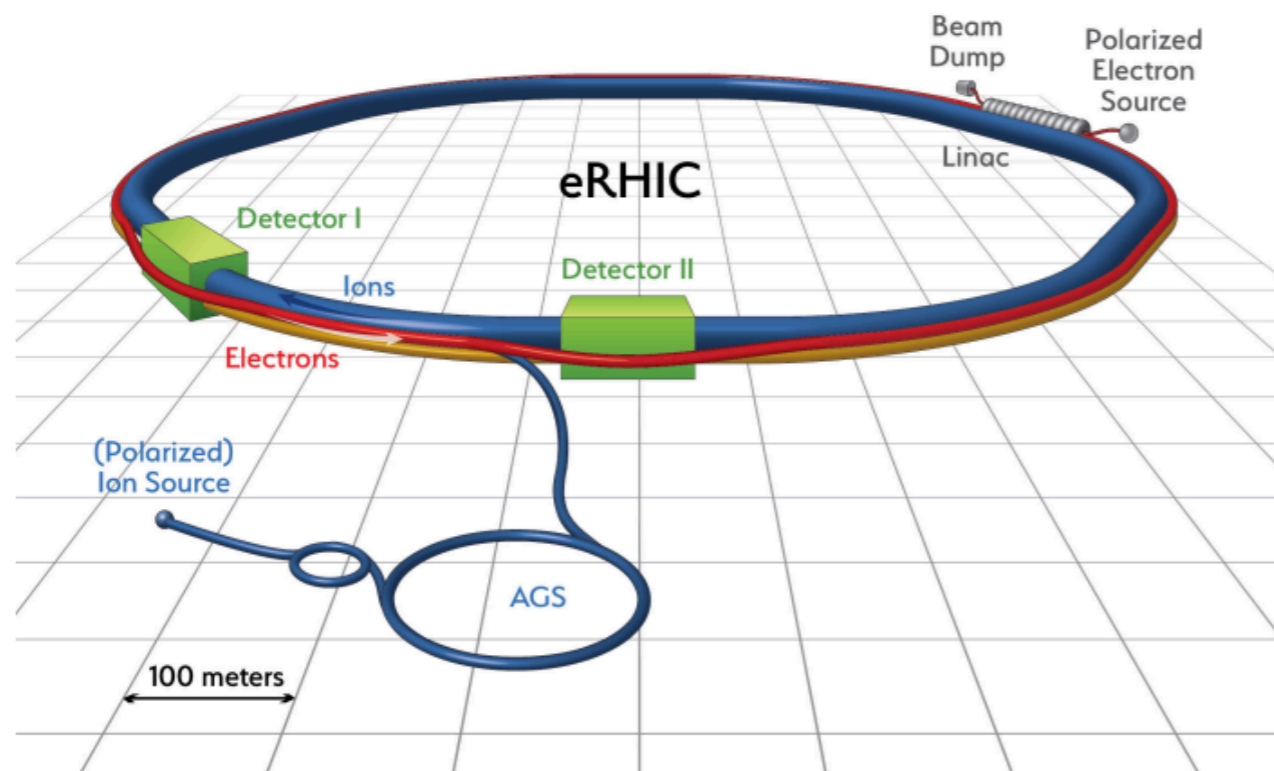 Beam
Dump
Polarized
Electron
Source
Linac
eRHIC
Detector I
Ions
Detector II
Electrons
(Polarized)
Ion Source
AGS
100 meters